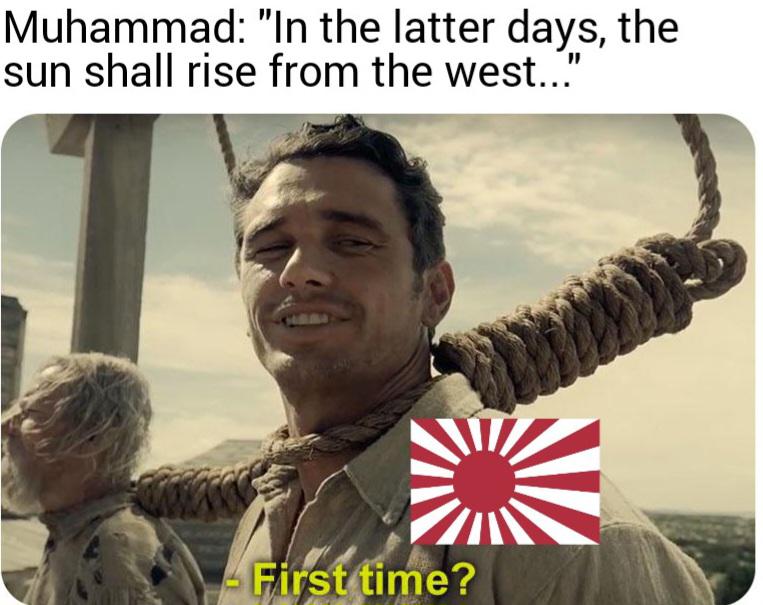 Muhammad: "In the latter days, the
sun shall rise from the west..."
- First time?